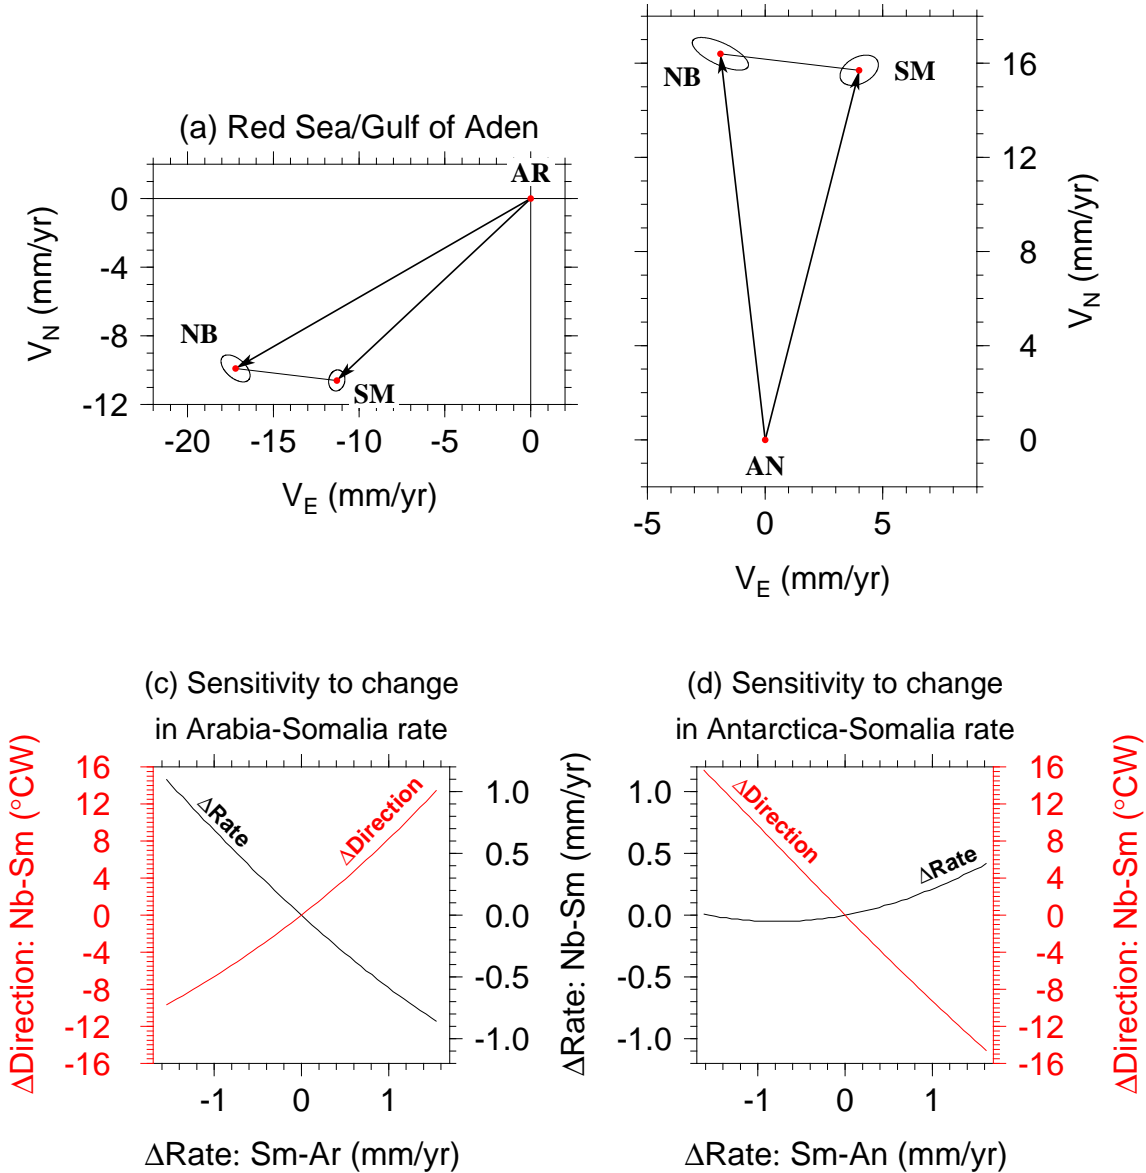 (a) Red Sea/Gulf of Aden
AR
NB
SM
0
-4
-8
-12
V_N (mm/yr)
-20 -15 -10 -5 0
V_E (mm/yr)
NB
SM
AN
16
12
8
4
0
V_N (mm/yr)
-5 0 5
V_E (mm/yr)
(c) Sensitivity to change
in Arabia-Somalia rate
ΔDirection: Nb-Sm (°CW)
16
12
8
4
0
-4
-8
-12
-16
ΔRate
ΔDirection
1.0
0.5
0.0
-0.5
-1.0
ΔRate: Nb-Sm (mm/yr)
-1 0 1
ΔRate: Sm-Ar (mm/yr)
(d) Sensitivity to change
in Antarctica-Somalia rate
1.0
0.5
0.0
-0.5
-1.0
ΔDirection
ΔRate
16
12
8
4
0
-4
-8
-12
-16
ΔDirection: Nb-Sm (°CW)
-1 0 1
ΔRate: Sm-An (mm/yr)